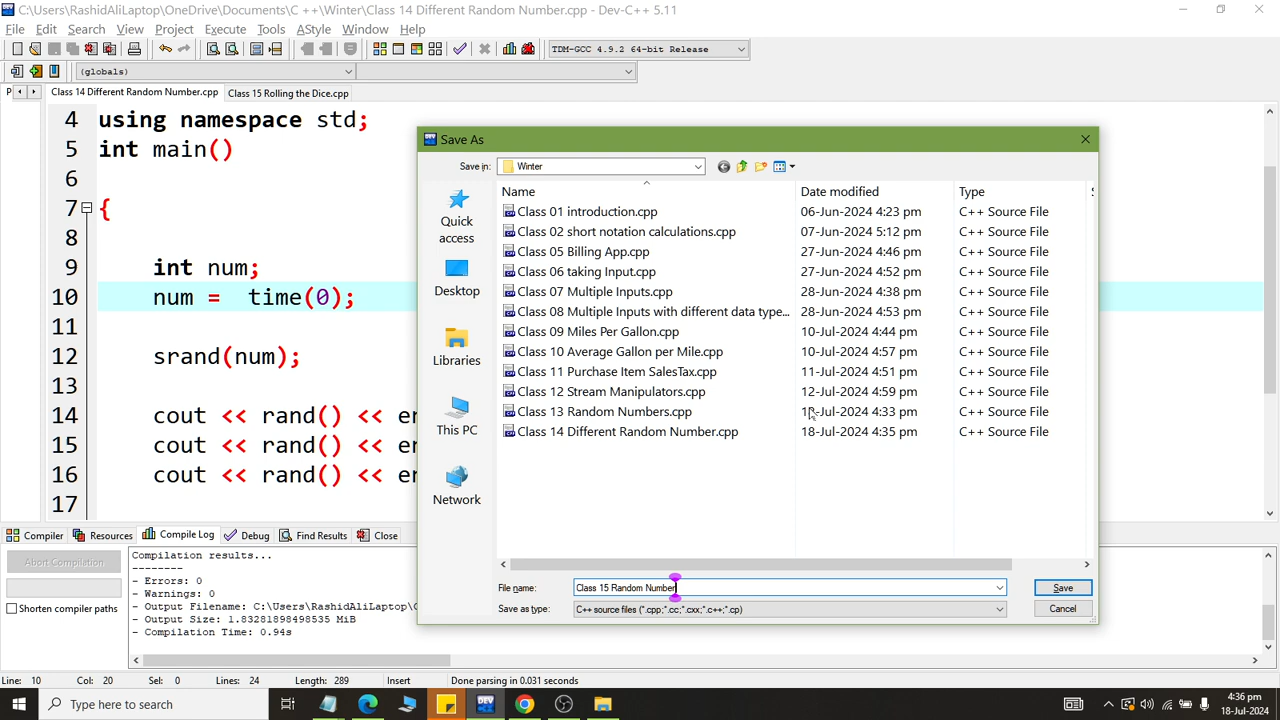 C:\Users\RashidAliLaptop\OneDrive\Documents\C ++\Winter\Class 14 Different Random Number.cpp - Dev-C++ 5.11
File Edit Search View Project Execute Tools AStyle Window Help
TDM-GCC 4.9.2 64-bit Release
(globals)
P Class 14 Different Random Number.cpp Class 15 Rolling the Dice.cpp
4 using namespace std;
5 int main()
6
7 {
8
9 int num;
10 num = time(0);
11
12 srand(num);
13
14 cout << rand() << en
15 cout << rand() << en
16 cout << rand() << en
17
Save As
Save in: Winter
Quick access
Desktop
Libraries
This PC
Network
Name Date modified Type S
Class 01 introduction.cpp 06-Jun-2024 4:23 pm C++ Source File
Class 02 short notation calculations.cpp 07-Jun-2024 5:12 pm C++ Source File
Class 05 Billing App.cpp 27-Jun-2024 4:46 pm C++ Source File
Class 06 taking Input.cpp 27-Jun-2024 4:52 pm C++ Source File
Class 07 Multiple Inputs.cpp 28-Jun-2024 4:38 pm C++ Source File
Class 08 Multiple Inputs with different data type... 28-Jun-2024 4:53 pm C++ Source File
Class 09 Miles Per Gallon.cpp 10-Jul-2024 4:44 pm C++ Source File
Class 10 Average Gallon per Mile.cpp 10-Jul-2024 4:57 pm C++ Source File
Class 11 Purchase Item SalesTax.cpp 11-Jul-2024 4:51 pm C++ Source File
Class 12 Stream Manipulators.cpp 12-Jul-2024 4:59 pm C++ Source File
Class 13 Random Numbers.cpp -Jul-2024 4:33 pm C++ Source File
Class 14 Different Random Number.cpp 18-Jul-2024 4:35 pm C++ Source File
File name: Class 15 Random Number Save
Save as type: C++ source files (*.cpp;*.cc;*.cxx;*.c++;*.cp) Cancel
Compiler Resources Compile Log Debug Find Results Close
Abort Compilation
Shorten compiler paths
Compilation results...
--------
- Errors: 0
- Warnings: 0
- Output Filename: C:\Users\RashidAliLaptop\O
- Output Size: 1.83281898498535 MiB
- Compilation Time: 0.94s
Line: 10 Col: 20 Sel: 0 Lines: 24 Length: 289 Insert Done parsing in 0.031 seconds
Type here to search
DEV
4:36 pm
18-Jul-2024